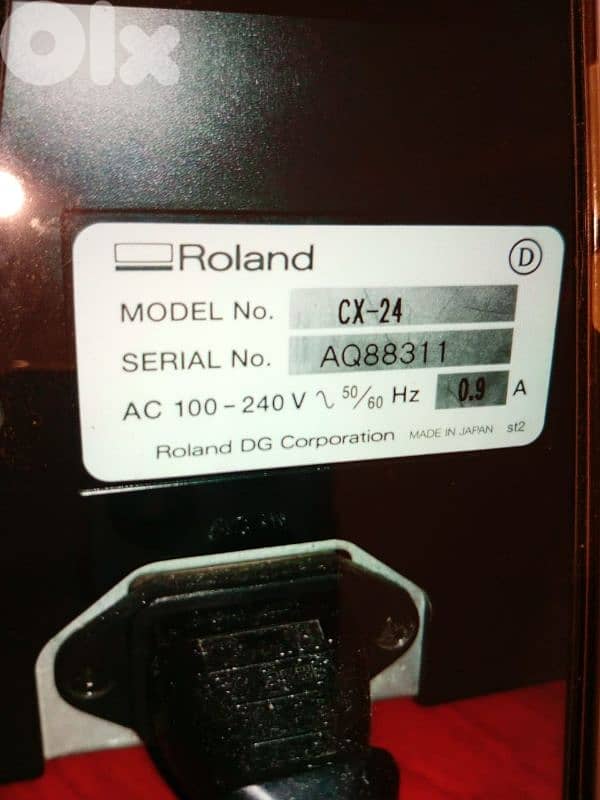 Olx
Roland
D
MODEL No. CX-24
SERIAL No. AQ88311
AC 100-240V ∿ 50/60 Hz 0.9 A
Roland DG Corporation MADE IN JAPAN st2